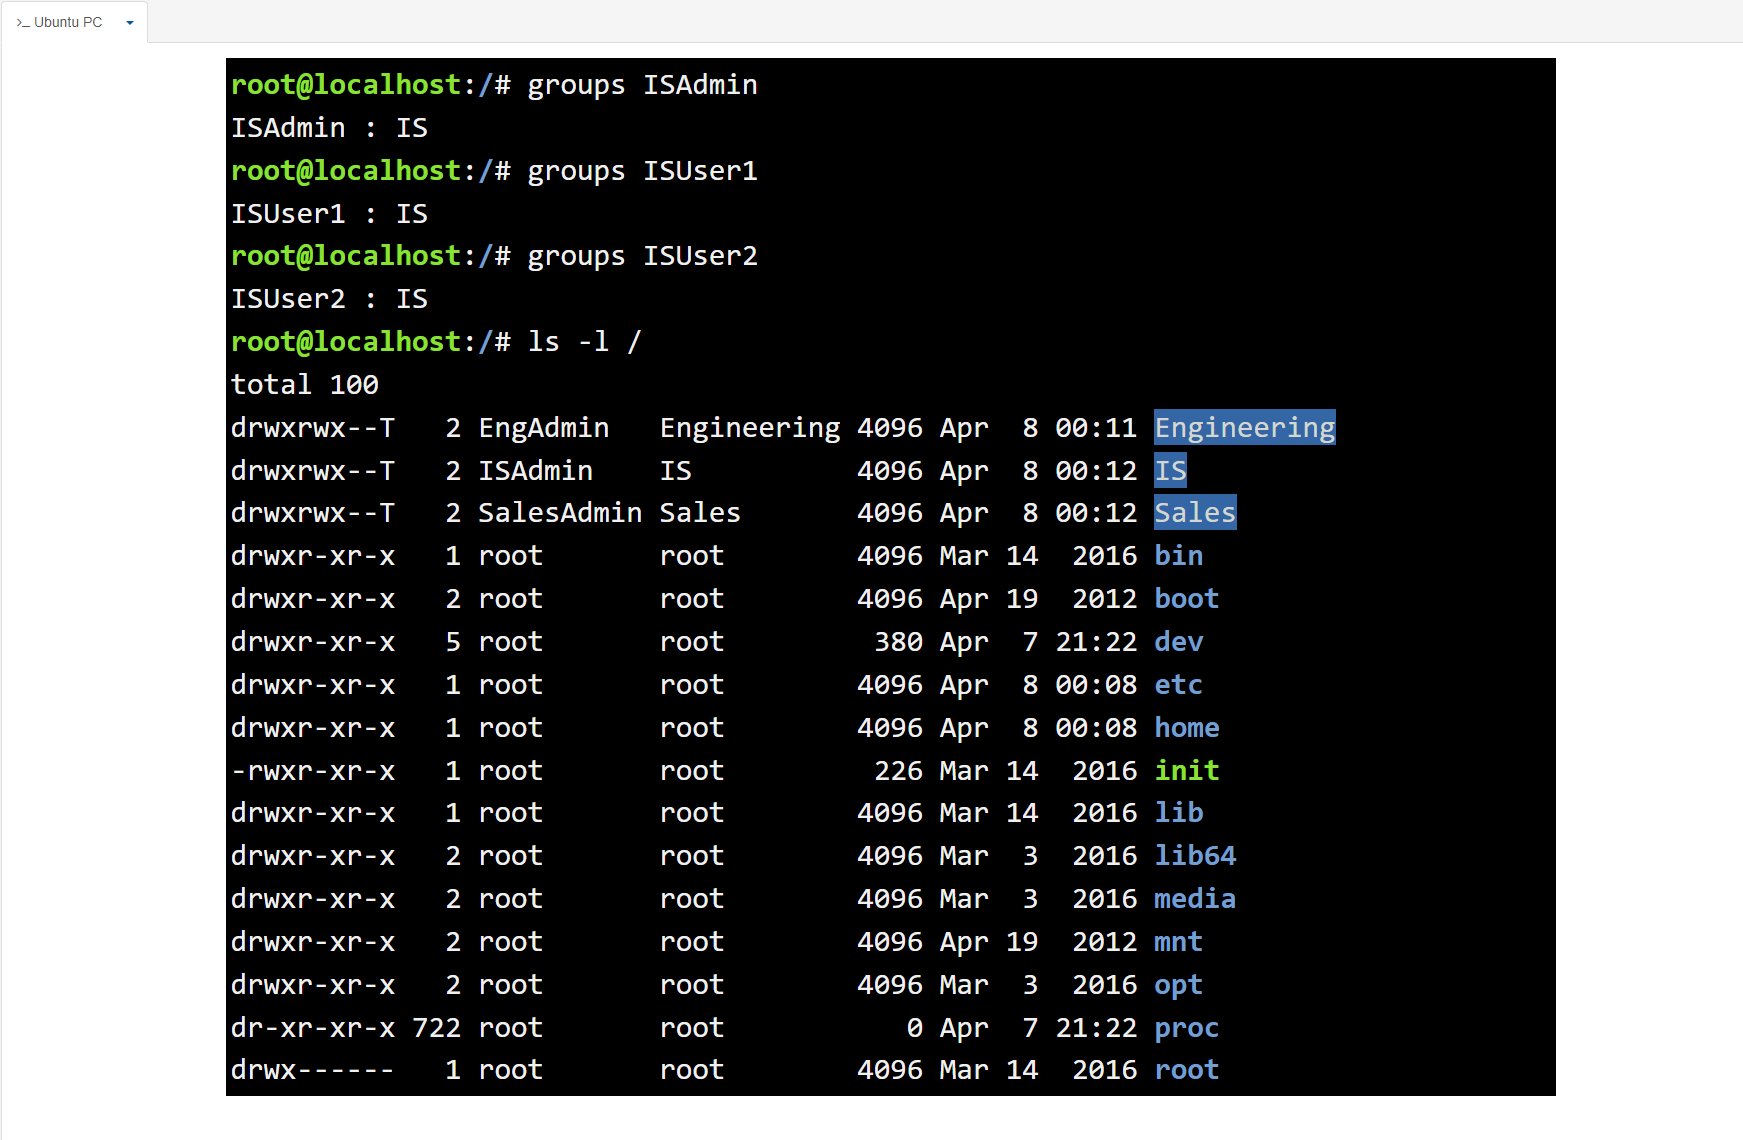 >_ Ubuntu PC
root@localhost:/# groups ISAdmin
ISAdmin : IS
root@localhost:/# groups ISUser1
ISUser1 : IS
root@localhost:/# groups ISUser2
ISUser2 : IS
root@localhost:/# ls -l /
total 100
drwxrwx--T   2 EngAdmin   Engineering 4096 Apr  8 00:11 Engineering
drwxrwx--T   2 ISAdmin    IS          4096 Apr  8 00:12 IS
drwxrwx--T   2 SalesAdmin Sales       4096 Apr  8 00:12 Sales
drwxr-xr-x   1 root       root        4096 Mar 14  2016 bin
drwxr-xr-x   2 root       root        4096 Apr 19  2012 boot
drwxr-xr-x   5 root       root         380 Apr  7 21:22 dev
drwxr-xr-x   1 root       root        4096 Apr  8 00:08 etc
drwxr-xr-x   1 root       root        4096 Apr  8 00:08 home
-rwxr-xr-x   1 root       root         226 Mar 14  2016 init
drwxr-xr-x   1 root       root        4096 Mar 14  2016 lib
drwxr-xr-x   2 root       root        4096 Mar  3  2016 lib64
drwxr-xr-x   2 root       root        4096 Mar  3  2016 media
drwxr-xr-x   2 root       root        4096 Apr 19  2012 mnt
drwxr-xr-x   2 root       root        4096 Mar  3  2016 opt
dr-xr-xr-x 722 root       root           0 Apr  7 21:22 proc
drwx------   1 root       root        4096 Mar 14  2016 root